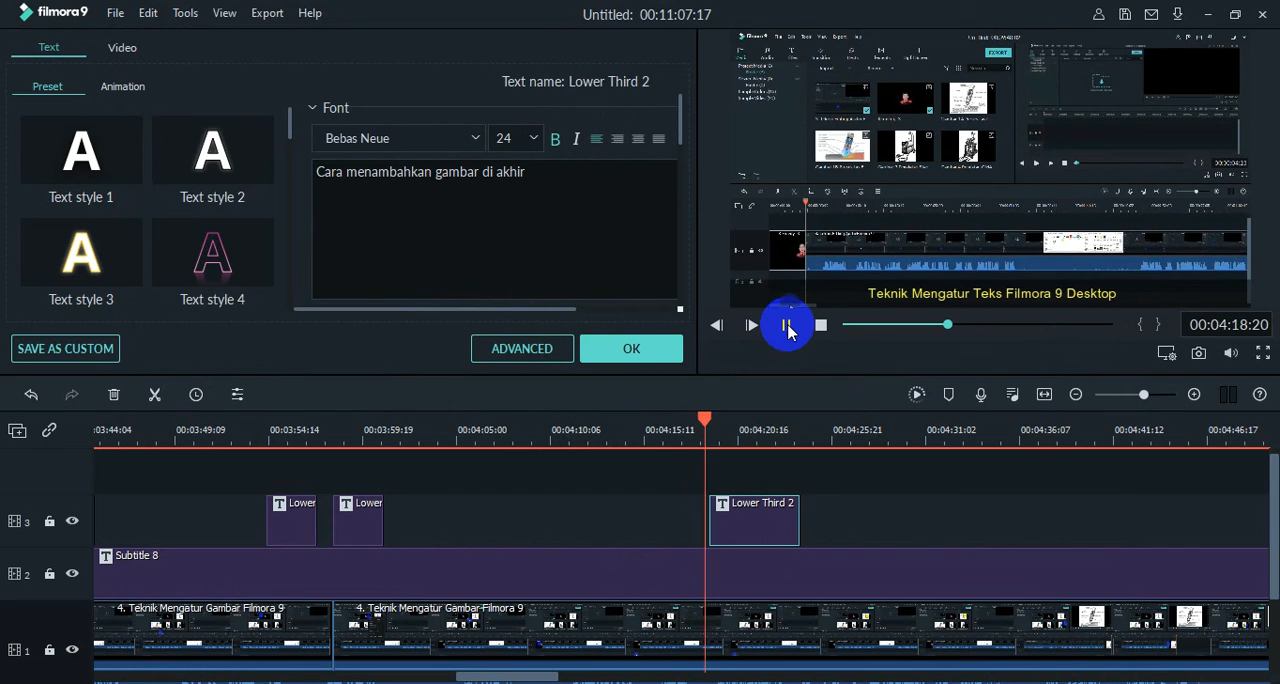 filmora9 File Edit Tools View Export Help Untitled: 00:11:07:17
Text Video
Preset Animation
Text name: Lower Third 2
Font
Bebas Neue 24 B I
Cara menambahkan gambar di akhir
A A
Text style 1 Text style 2
A A
Text style 3 Text style 4
SAVE AS CUSTOM ADVANCED OK
EXPORT
Teknik Mengatur Teks Filmora 9 Desktop
{ } 00:04:18:20
:03:44:04 00:03:49:09 00:03:54:14 00:03:59:19 00:04:05:00 00:04:10:06 00:04:15:11 00:04:20:16 00:04:25:21 00:04:31:02 00:04:36:07 00:04:41:12 00:04:46:17
T Lower T Lower T Lower Third 2
3
T Subtitle 8
2
4. Teknik Mengatur Gambar Filmora 9 4. Teknik Mengatur Gambar Filmora 9
1